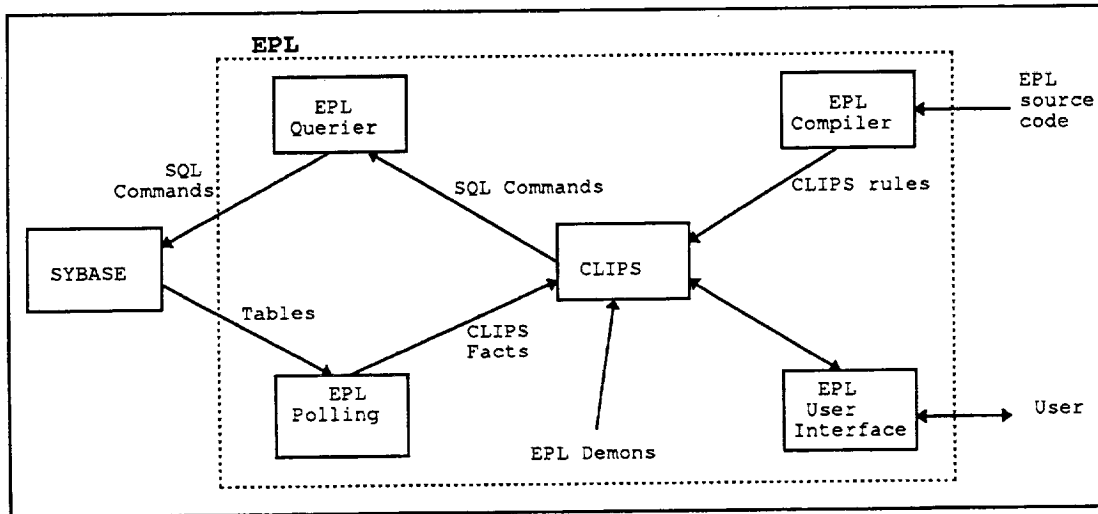 EPL
EPL
Querier
EPL
Compiler
EPL
source
code
SQL
Commands
SQL Commands
CLIPS rules
SYBASE
CLIPS
Tables
CLIPS
Facts
EPL
Polling
EPL
User
Interface
User
EPL Demons